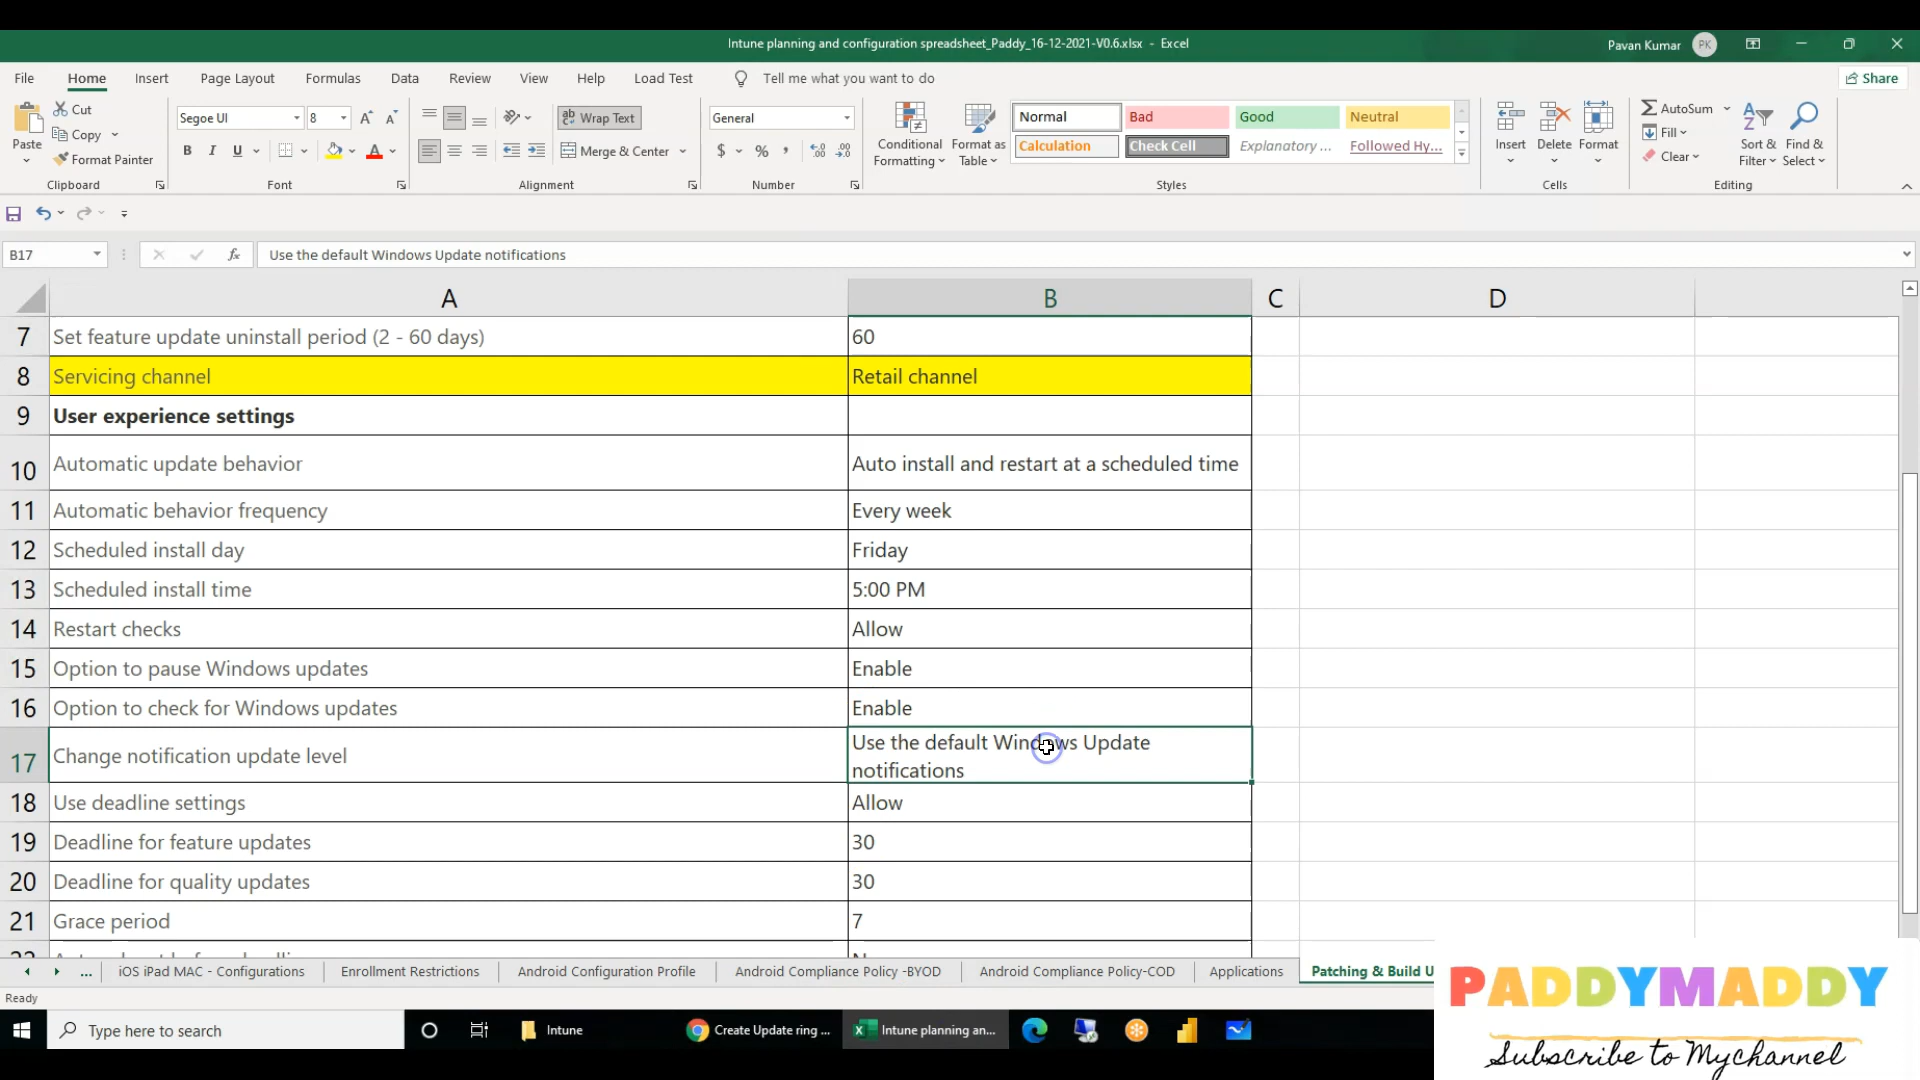 Intune planning and configuration spreadsheet_Paddy_16-12-2021-V0.6.xlsx - Excel
Pavan Kumar PK
File Home Insert Page Layout Formulas Data Review View Help Load Test Tell me what you want to do Share
Paste
Cut
Copy
Format Painter
Clipboard
Segoe UI 8
B I U
Font
Wrap Text
Merge & Center
Alignment
General
Number
Conditional Formatting
Format as Table
Normal Bad Good Neutral
Calculation Check Cell Explanatory ... Followed Hy...
Styles
Insert Delete Format
Cells
AutoSum
Fill
Clear
Sort & Filter
Find & Select
Editing
B17 fx Use the default Windows Update notifications
A B C D
7 Set feature update uninstall period (2 - 60 days) 60
8 Servicing channel Retail channel
9 User experience settings
10 Automatic update behavior Auto install and restart at a scheduled time
11 Automatic behavior frequency Every week
12 Scheduled install day Friday
13 Scheduled install time 5:00 PM
14 Restart checks Allow
15 Option to pause Windows updates Enable
16 Option to check for Windows updates Enable
17 Change notification update level Use the default Windows Update
notifications
18 Use deadline settings Allow
19 Deadline for feature updates 30
20 Deadline for quality updates 30
21 Grace period 7
... iOS iPad MAC - Configurations Enrollment Restrictions Android Configuration Profile Android Compliance Policy -BYOD Android Compliance Policy-COD Applications Patching & Build U
Ready
PADDYMADDY
Subscribe to Mychannel
Type here to search Intune Create Update ring ... Intune planning an...